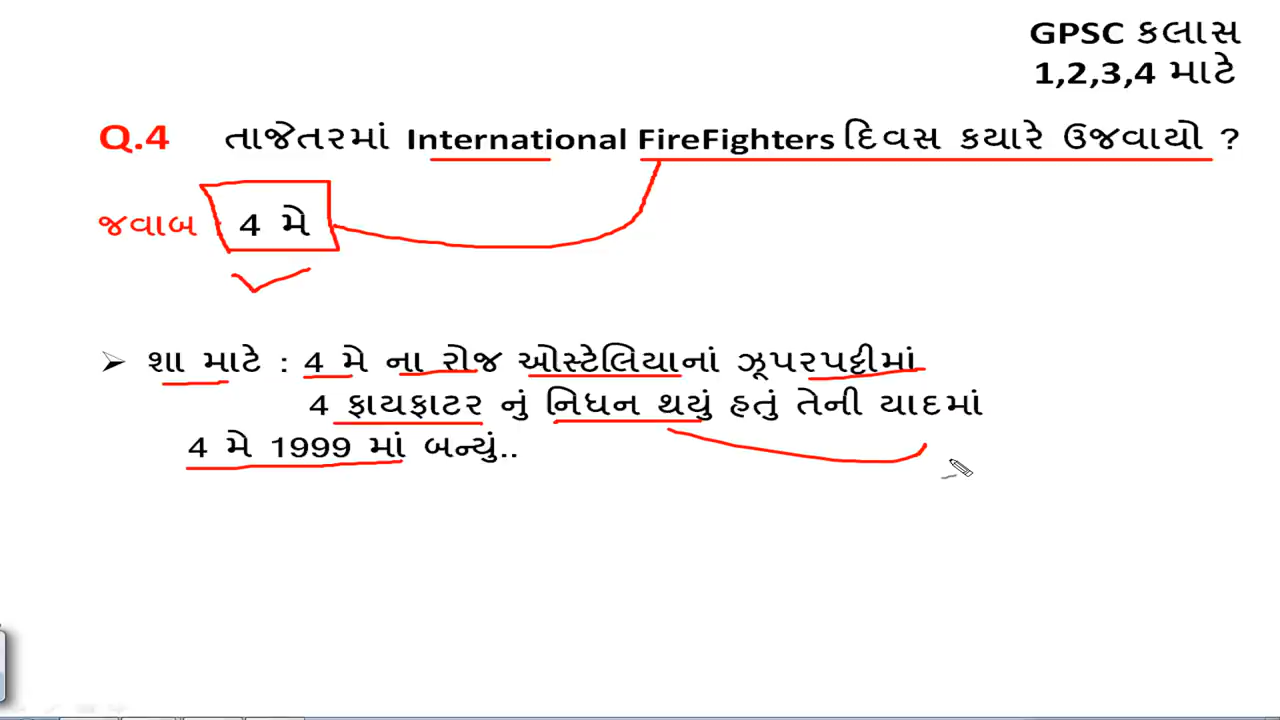 GPSC કલાસ
1,2,3,4 માટે
Q.4 તાજેતરમાં International FireFighters દિવસ કયારે ઉજવાયો ?
જવાબ 4 મે
➢ શા માટે : 4 મે ના રોજ ઓસ્ટેલિયાનાં ઝૂપરપટ્ટીમાં
4 ફાયફાટર નું નિધન થયું હતું તેની યાદમાં
4 મે 1999 માં બન્યું..